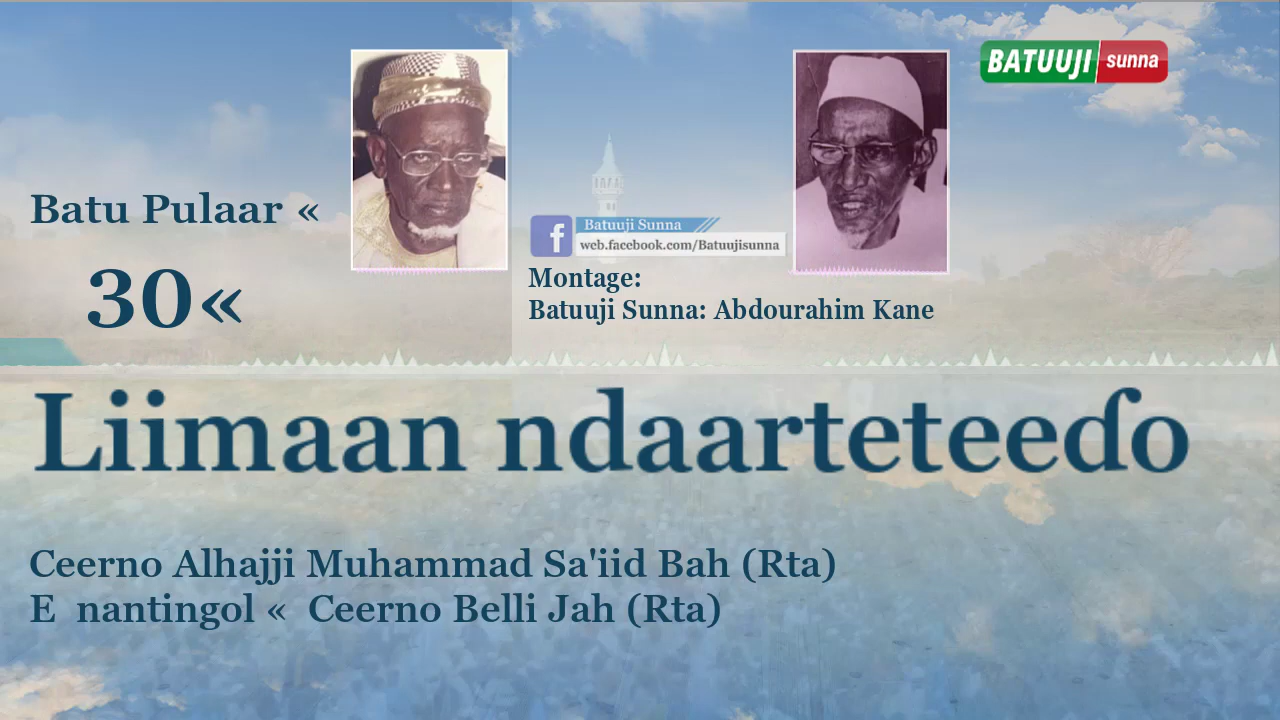 BATUUJI sunna
Batu Pulaar «
30«
Batuuji Sunna
web.facebook.com/Batuujisunna
Montage:
Batuuji Sunna: Abdourahim Kane
Liimaan ndaarteteeɗo
Ceerno Alhajji Muhammad Sa'iid Bah (Rta)
E nantingol « Ceerno Belli Jah (Rta)